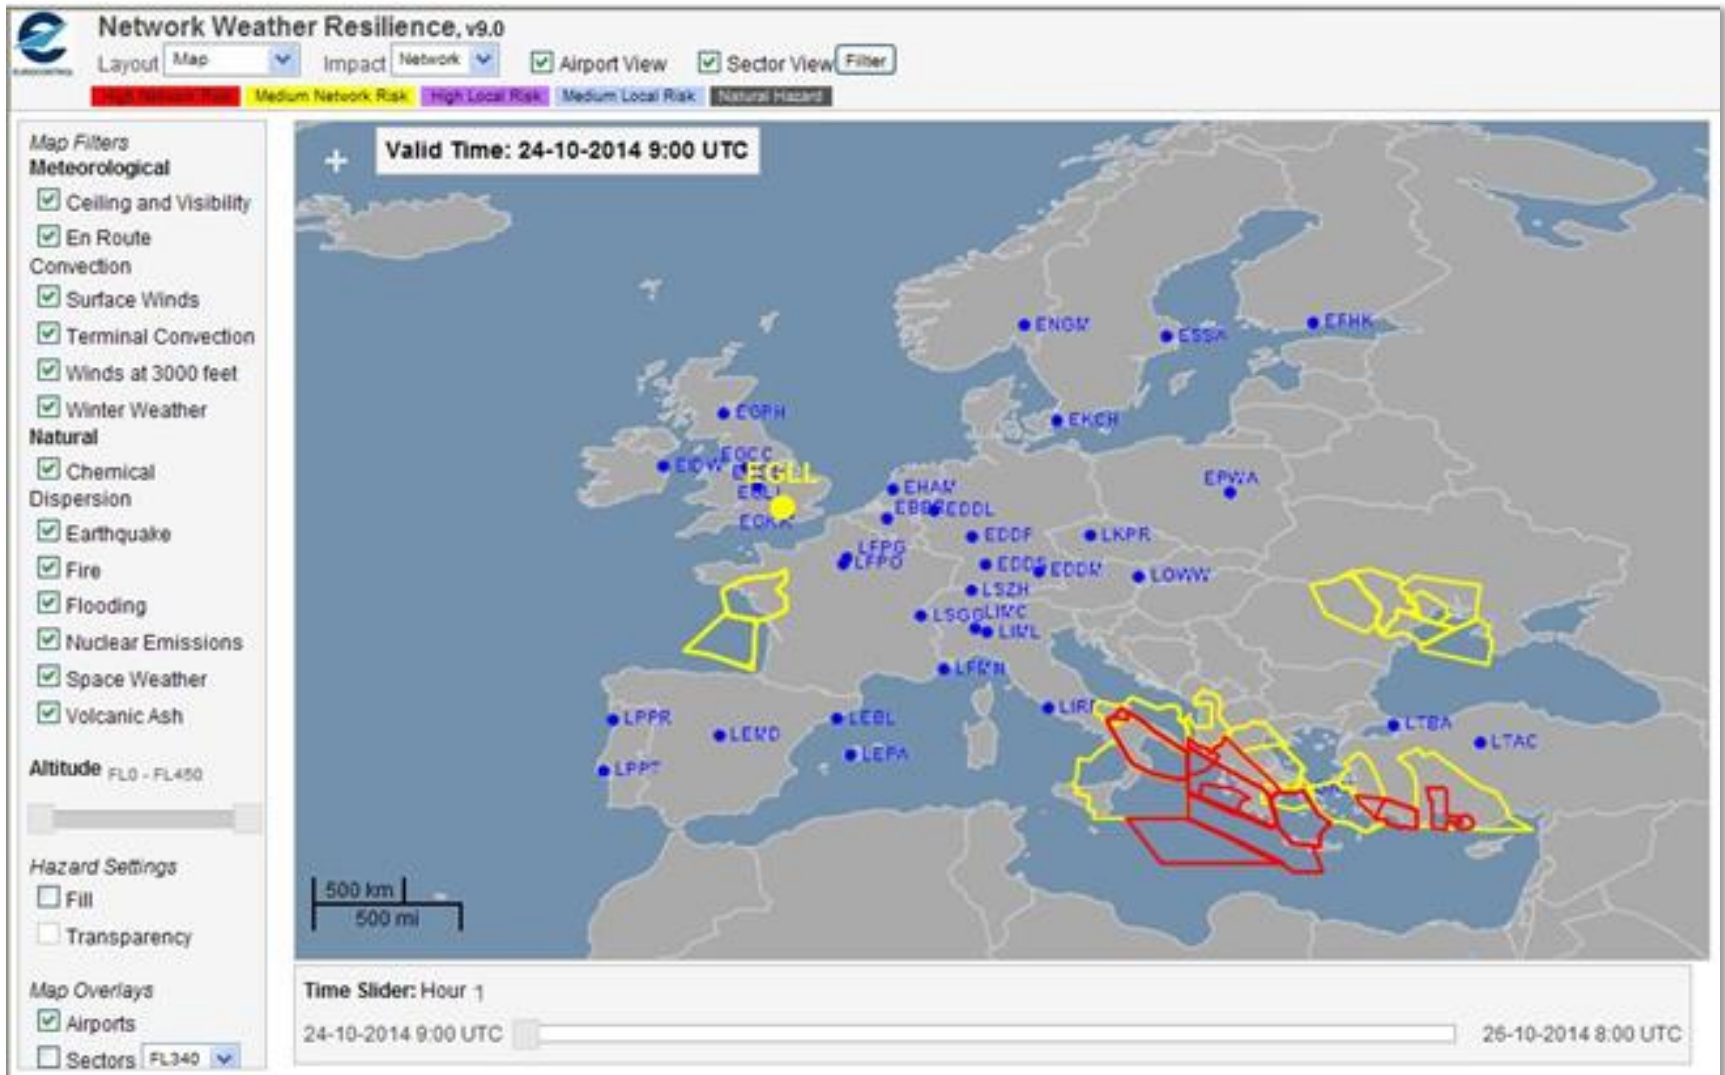 Network Weather Resilience, v9.0
EUROCONTROL
Layout Map Impact Network Airport View Sector View Filter
High Network Risk Medium Network Risk High Local Risk Medium Local Risk Natural Hazard
Map Filters
Meteorological
Ceiling and Visibility
En Route
Convection
Surface Winds
Terminal Convection
Winds at 3000 feet
Winter Weather
Natural
Chemical
Dispersion
Earthquake
Fire
Flooding
Nuclear Emissions
Space Weather
Volcanic Ash
Altitude FL0 - FL450
Hazard Settings
Fill
Transparency
Map Overlays
Airports
Sectors FL340
Valid Time: 24-10-2014 9:00 UTC
ENGM
ESSA
EFHK
EGPH
EKCH
EIDW
EGCC
EGLL
EHAM
EPWA
EDDL
EDDF
LKPR
LFPG
LFPO
EDDM
LOWW
LSZH
LSGG
LIMC
LIML
LFMN
LPPR
LEMD
LEBL
LIRF
LTBA
LEPA
LTAC
LPPT
500 km
500 mi
Time Slider: Hour 1
24-10-2014 9:00 UTC
26-10-2014 8:00 UTC